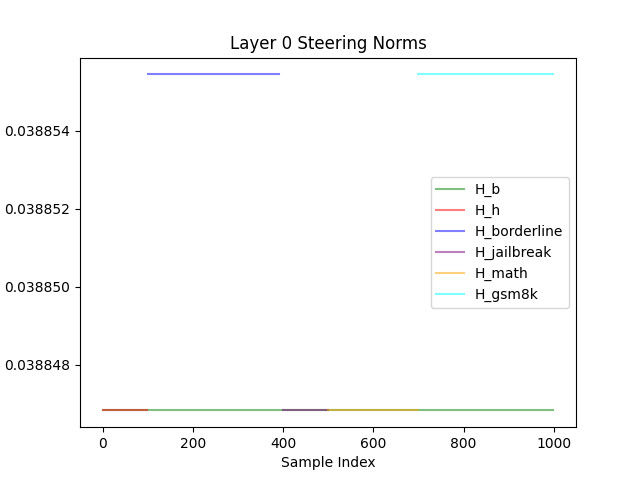 Layer 0 Steering Norms
0.038854
0.038852
0.038850
0.038848
H_b
H_h
H_borderline
H_jailbreak
H_math
H_gsm8k
0 200 400 600 800 1000
Sample Index